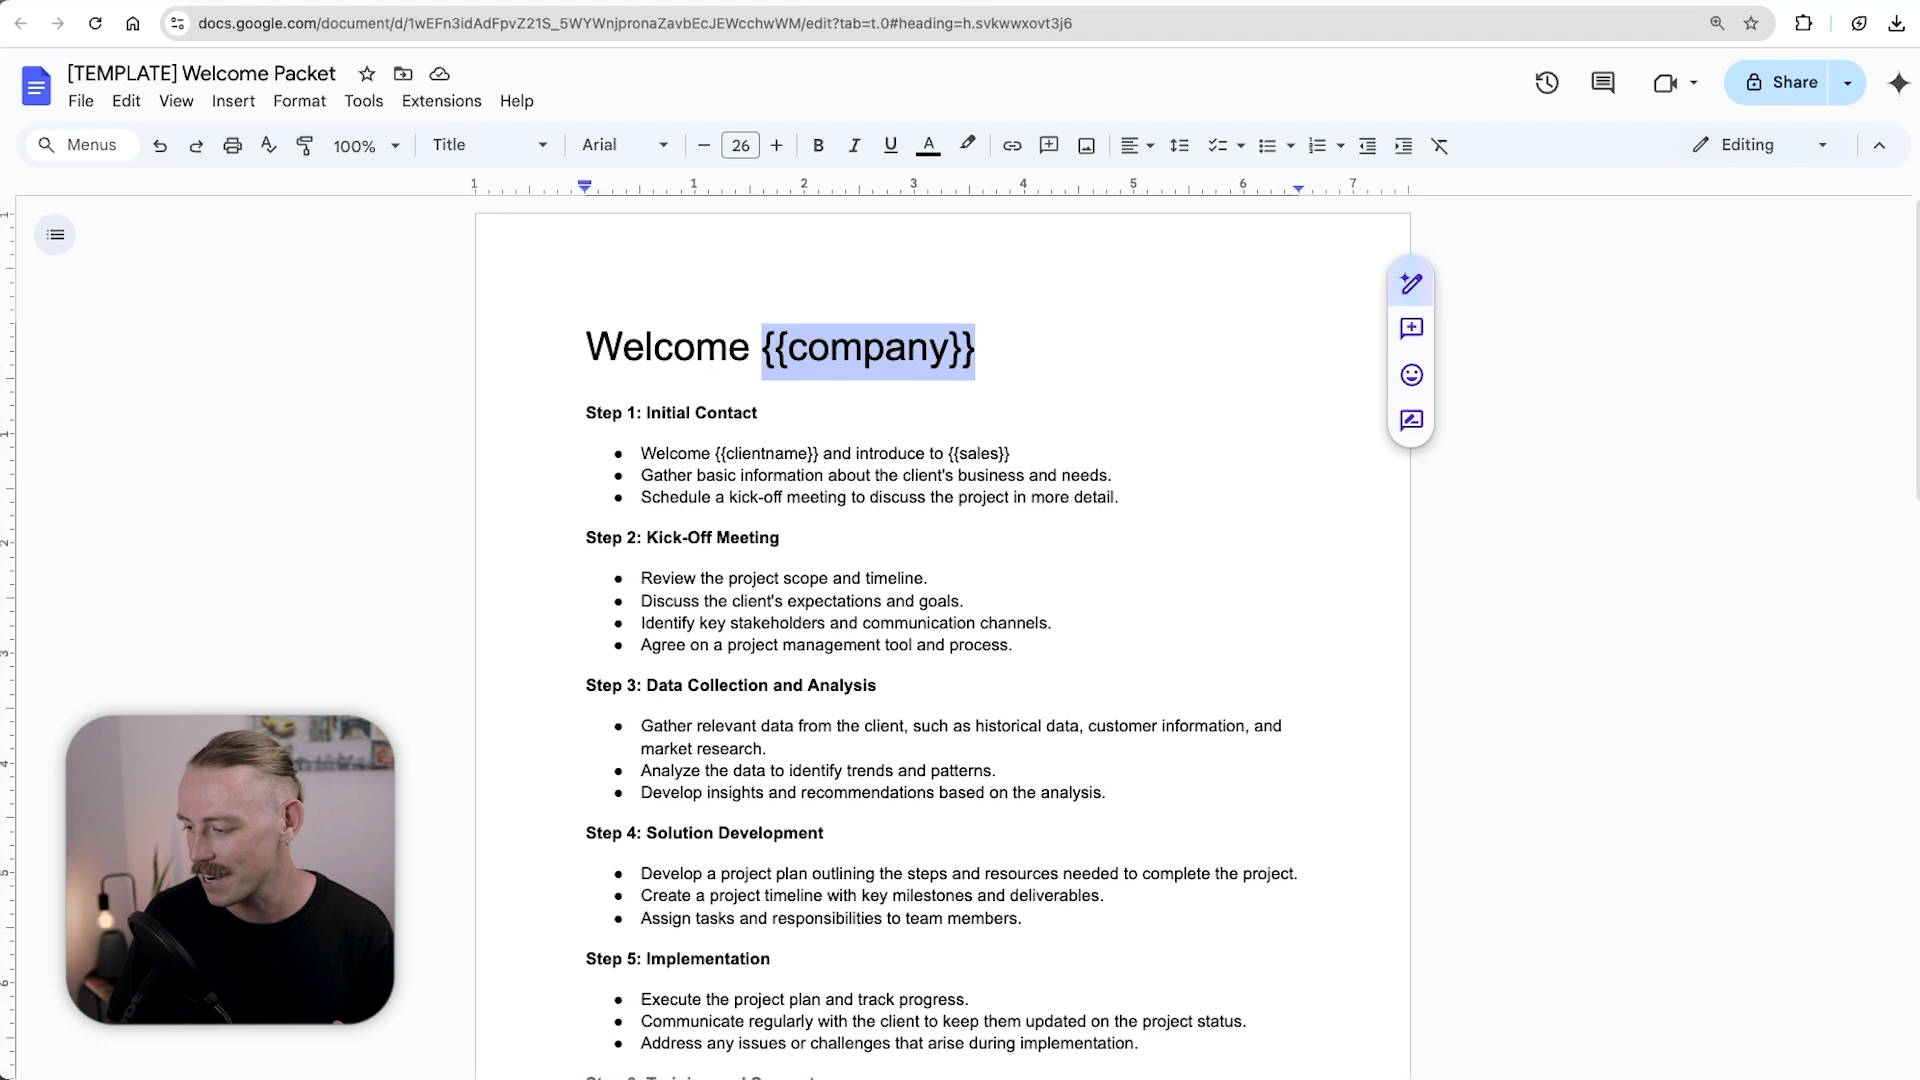 docs.google.com/document/d/1wEFn3idAdFpvZ21S_5WYWnjpronaZavbEcJEWcchwWM/edit?tab=t.0#heading=h.svkwwxovt3j6
[TEMPLATE] Welcome Packet
File Edit View Insert Format Tools Extensions Help
Share
Menus 100% Title Arial 26 Editing
1 1 2 3 4 5 6 7
Welcome {{company}}
Step 1: Initial Contact
● Welcome {{clientname}} and introduce to {{sales}}
● Gather basic information about the client's business and needs.
● Schedule a kick-off meeting to discuss the project in more detail.
Step 2: Kick-Off Meeting
● Review the project scope and timeline.
● Discuss the client's expectations and goals.
● Identify key stakeholders and communication channels.
● Agree on a project management tool and process.
Step 3: Data Collection and Analysis
● Gather relevant data from the client, such as historical data, customer information, and
market research.
● Analyze the data to identify trends and patterns.
● Develop insights and recommendations based on the analysis.
Step 4: Solution Development
● Develop a project plan outlining the steps and resources needed to complete the project.
● Create a project timeline with key milestones and deliverables.
● Assign tasks and responsibilities to team members.
Step 5: Implementation
● Execute the project plan and track progress.
● Communicate regularly with the client to keep them updated on the project status.
● Address any issues or challenges that arise during implementation.